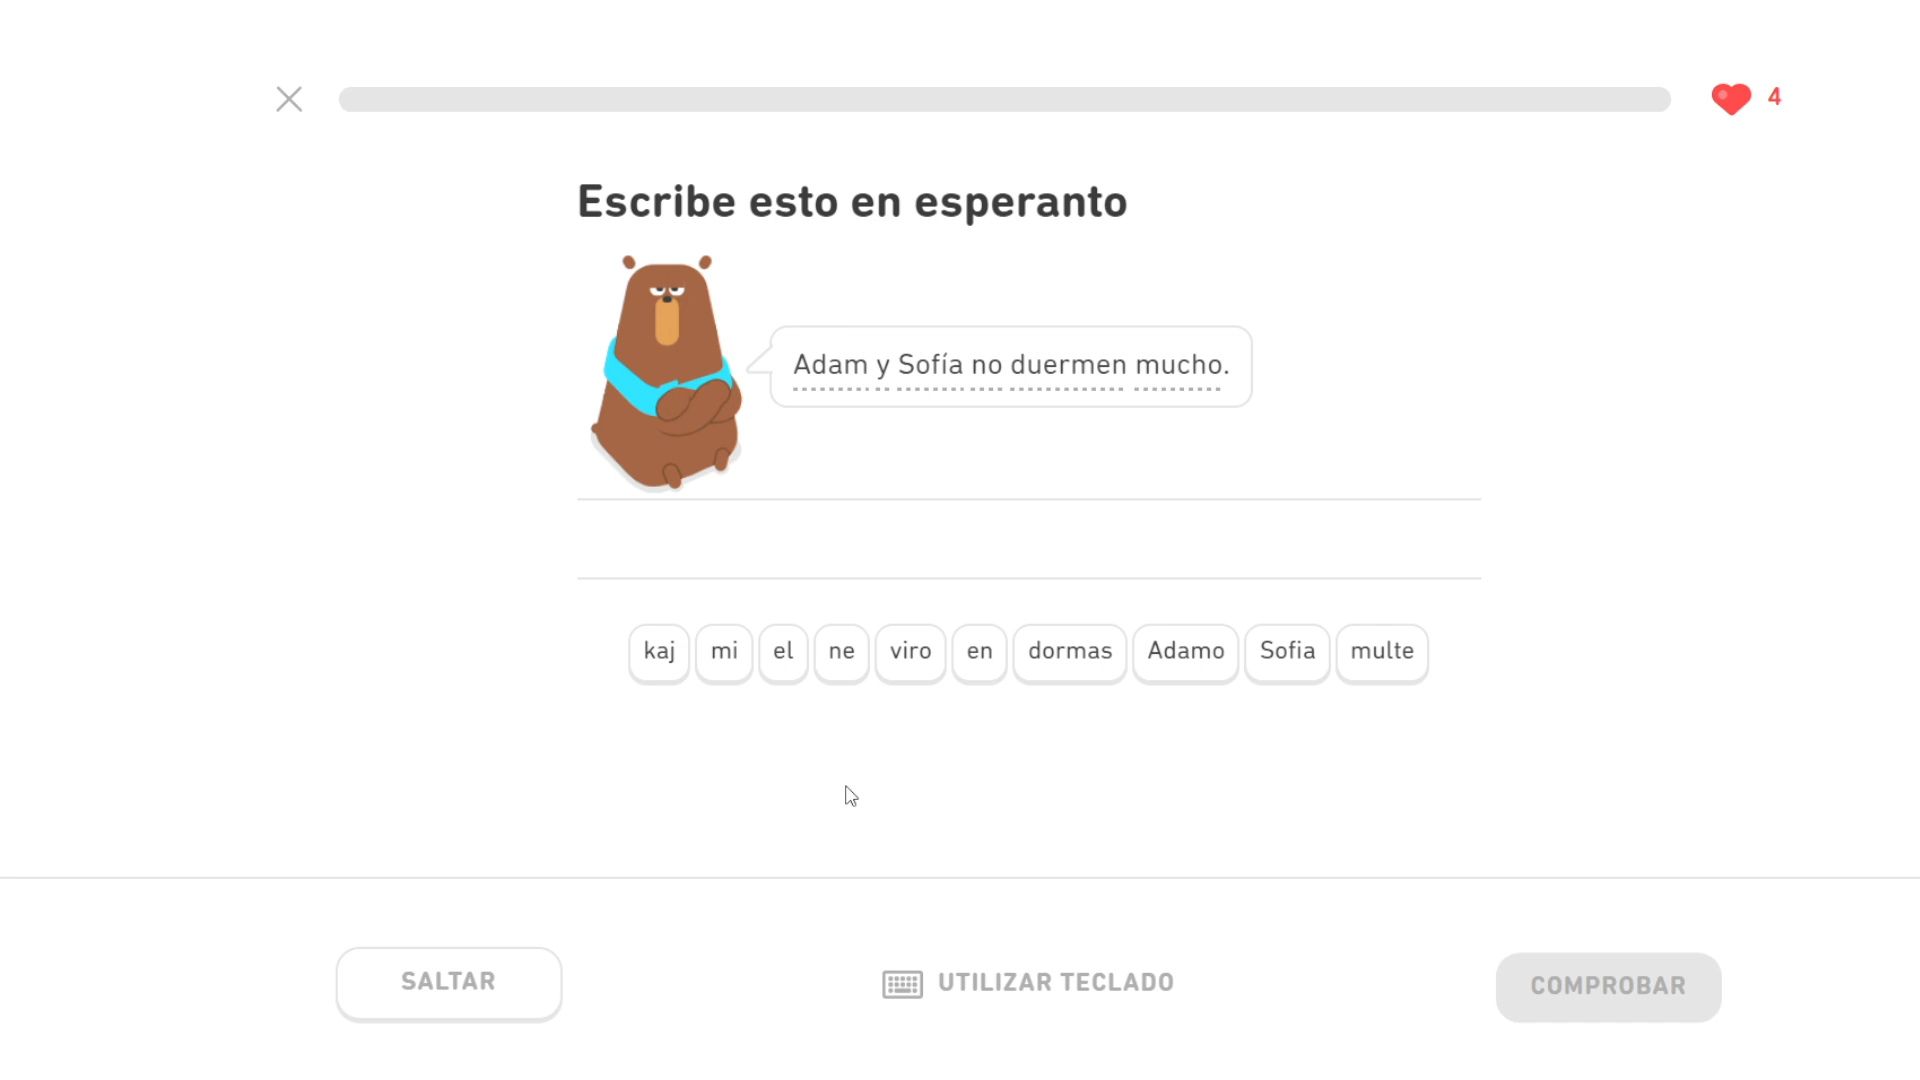 4
Escribe esto en esperanto
Adam y Sofía no duermen mucho.
kaj mi el ne viro en dormas Adamo Sofia multe
SALTAR UTILIZAR TECLADO COMPROBAR